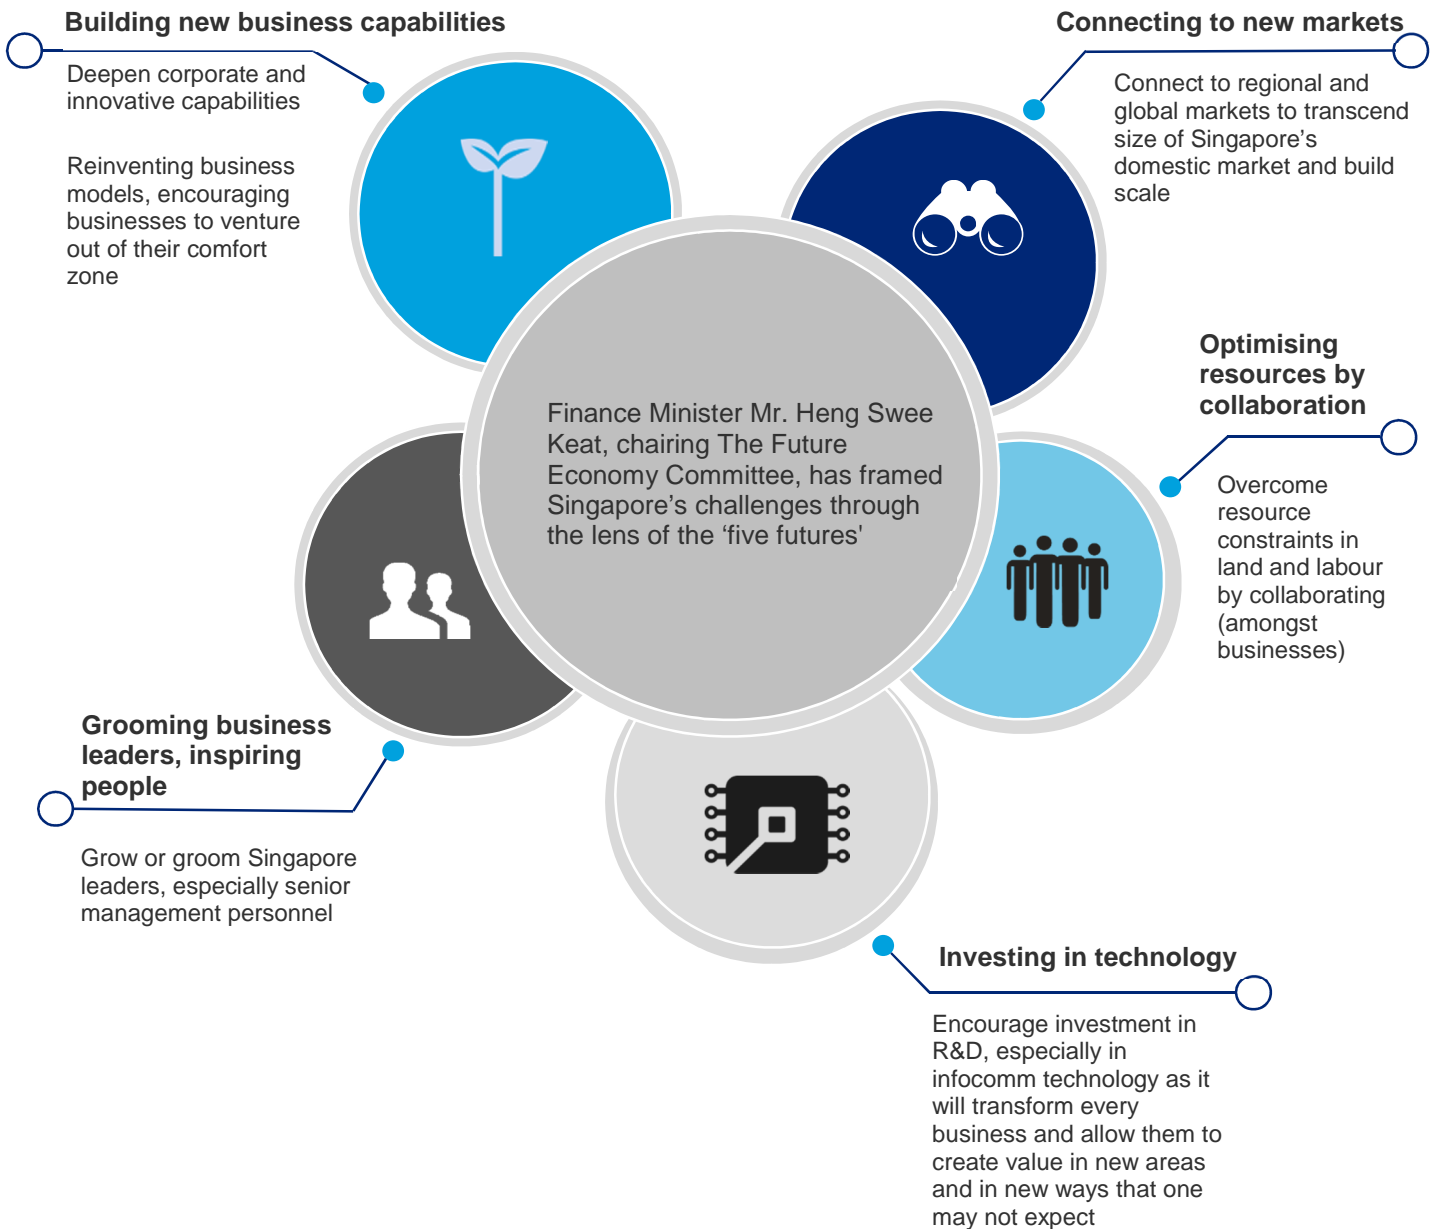 Building new business capabilities
Deepen corporate and
innovative capabilities
Reinventing business
models, encouraging
businesses to venture
out of their comfort
zone
Connecting to new markets
Connect to regional and
global markets to transcend
size of Singapore’s
domestic market and build
scale
Optimising
resources by
collaboration
Overcome
resource
constraints in
land and labour
by collaborating
(amongst
businesses)
Finance Minister Mr. Heng Swee
Keat, chairing The Future
Economy Committee, has framed
Singapore’s challenges through
the lens of the ‘five futures'
Grooming business
leaders, inspiring
people
Grow or groom Singapore
leaders, especially senior
management personnel
Investing in technology
Encourage investment in
R&D, especially in
infocomm technology as it
will transform every
business and allow them to
create value in new areas
and in new ways that one
may not expect